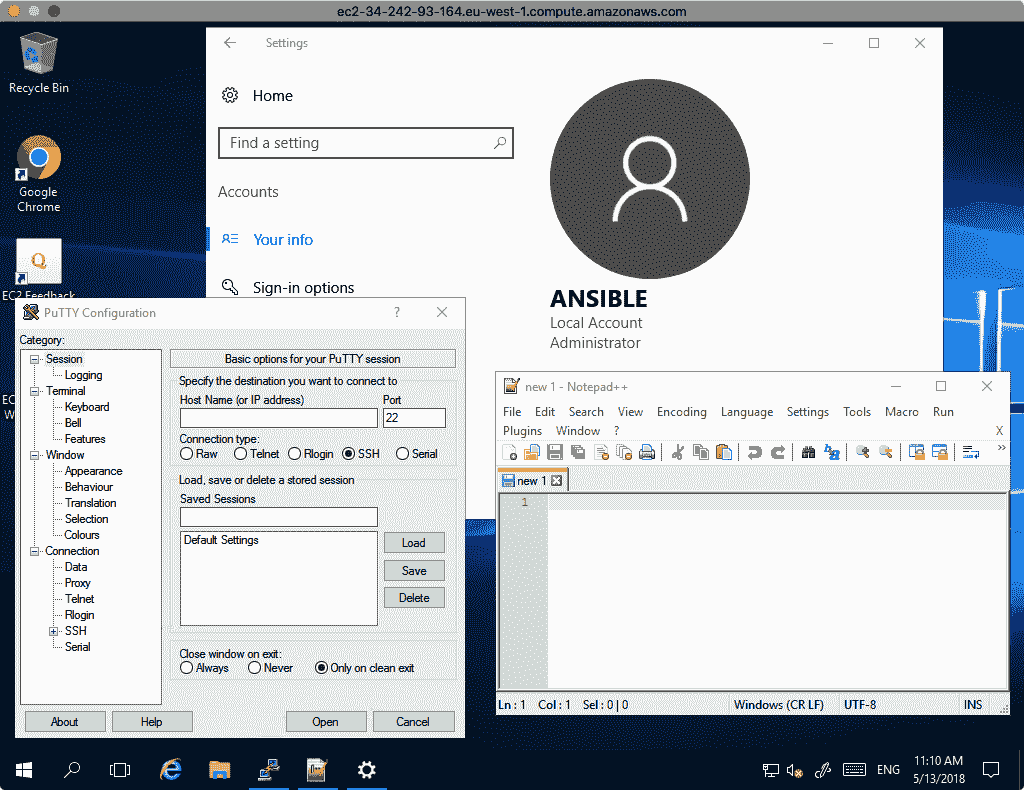 ec2-34-242-93-164.eu-west-1.compute.amazonaws.com
Recycle Bin
Google
Chrome
EC2 Feedback
EC
W
Settings
Home
Find a setting
Accounts
Your info
Sign-in options
ANSIBLE
Local Account
Administrator
PuTTY Configuration
?
Category:
Session
Logging
Terminal
Keyboard
Bell
Features
Window
Appearance
Behaviour
Translation
Selection
Colours
Connection
Data
Proxy
Telnet
Rlogin
SSH
Serial
Basic options for your PuTTY session
Specify the destination you want to connect to
Host Name (or IP address) Port
22
Connection type:
Raw Telnet Rlogin SSH Serial
Load, save or delete a stored session
Saved Sessions
Default Settings
Load
Save
Delete
Close window on exit:
Always Never Only on clean exit
About Help Open Cancel
new 1 - Notepad++
File Edit Search View Encoding Language Settings Tools Macro Run
Plugins Window ? X
new 1
1
Ln : 1 Col : 1 Sel : 0 | 0 Windows (CR LF) UTF-8 INS
ENG
11:10 AM
5/13/2018